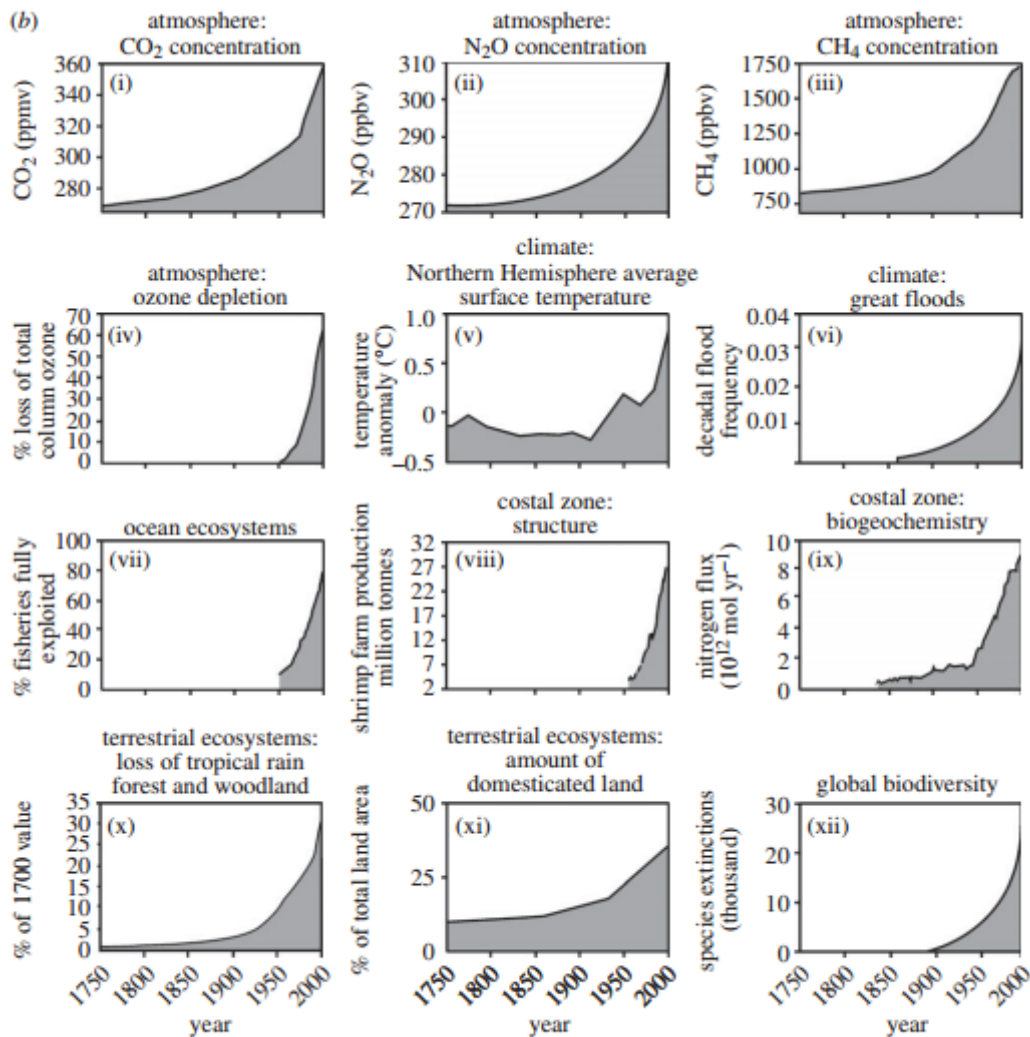 (b)
atmosphere:
CO₂ concentration
CO₂ (ppmv)
360
340
320
300
280
(i)
atmosphere:
N₂O concentration
N₂O (ppbv)
310
300
290
280
270
(ii)
atmosphere:
CH₄ concentration
CH₄ (ppbv)
1750
1500
1250
1000
750
(iii)
atmosphere:
ozone depletion
% loss of total
column ozone
70
60
50
40
30
20
10
0
(iv)
climate:
Northern Hemisphere average
surface temperature
temperature
anomaly (°C)
1.0
0
–0.5
(v)
climate:
great floods
decadal flood
frequency
0.04
0.03
0.02
0.01
(vi)
ocean ecosystems
% fisheries fully
exploited
100
80
60
40
20
0
(vii)
costal zone:
structure
shrimp farm production
million tonnes
32
27
22
17
12
7
2
(viii)
costal zone:
biogeochemistry
nitrogen flux
(10¹² mol yr⁻¹)
10
8
6
4
2
0
(ix)
terrestrial ecosystems:
loss of tropical rain
forest and woodland
% of 1700 value
35
30
25
20
15
10
5
0
(x)
1750
1800
1850
1900
1950
2000
year
terrestrial ecosystems:
amount of
domesticated land
% of total land area
50
25
0
(xi)
1750
1800
1850
1900
1950
2000
year
global biodiversity
species extinctions
(thousand)
30
20
10
0
(xii)
1750
1800
1850
1900
1950
2000
year